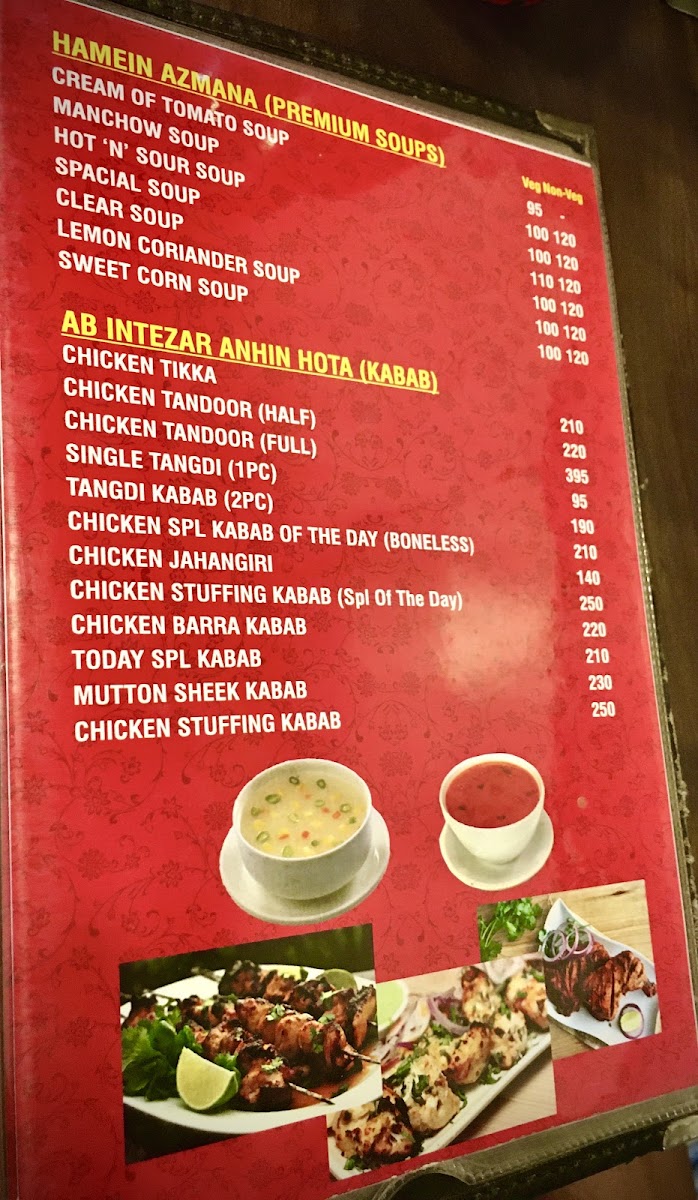 HAMEIN AZMANA (PREMIUM SOUPS)
Veg Non-Veg
CREAM OF TOMATO SOUP 95 -
MANCHOW SOUP 100 120
HOT ‘N’ SOUR SOUP 100 120
SPACIAL SOUP 110 120
CLEAR SOUP 100 120
LEMON CORIANDER SOUP 100 120
SWEET CORN SOUP 100 120
AB INTEZAR ANHIN HOTA (KABAB)
CHICKEN TIKKA 210
CHICKEN TANDOOR (HALF) 220
CHICKEN TANDOOR (FULL) 395
SINGLE TANGDI (1PC) 95
TANGDI KABAB (2PC) 190
CHICKEN SPL KABAB OF THE DAY (BONELESS) 210
CHICKEN JAHANGIRI 140
CHICKEN STUFFING KABAB (Spl Of The Day) 250
CHICKEN BARRA KABAB 220
TODAY SPL KABAB 210
MUTTON SHEEK KABAB 230
CHICKEN STUFFING KABAB 250